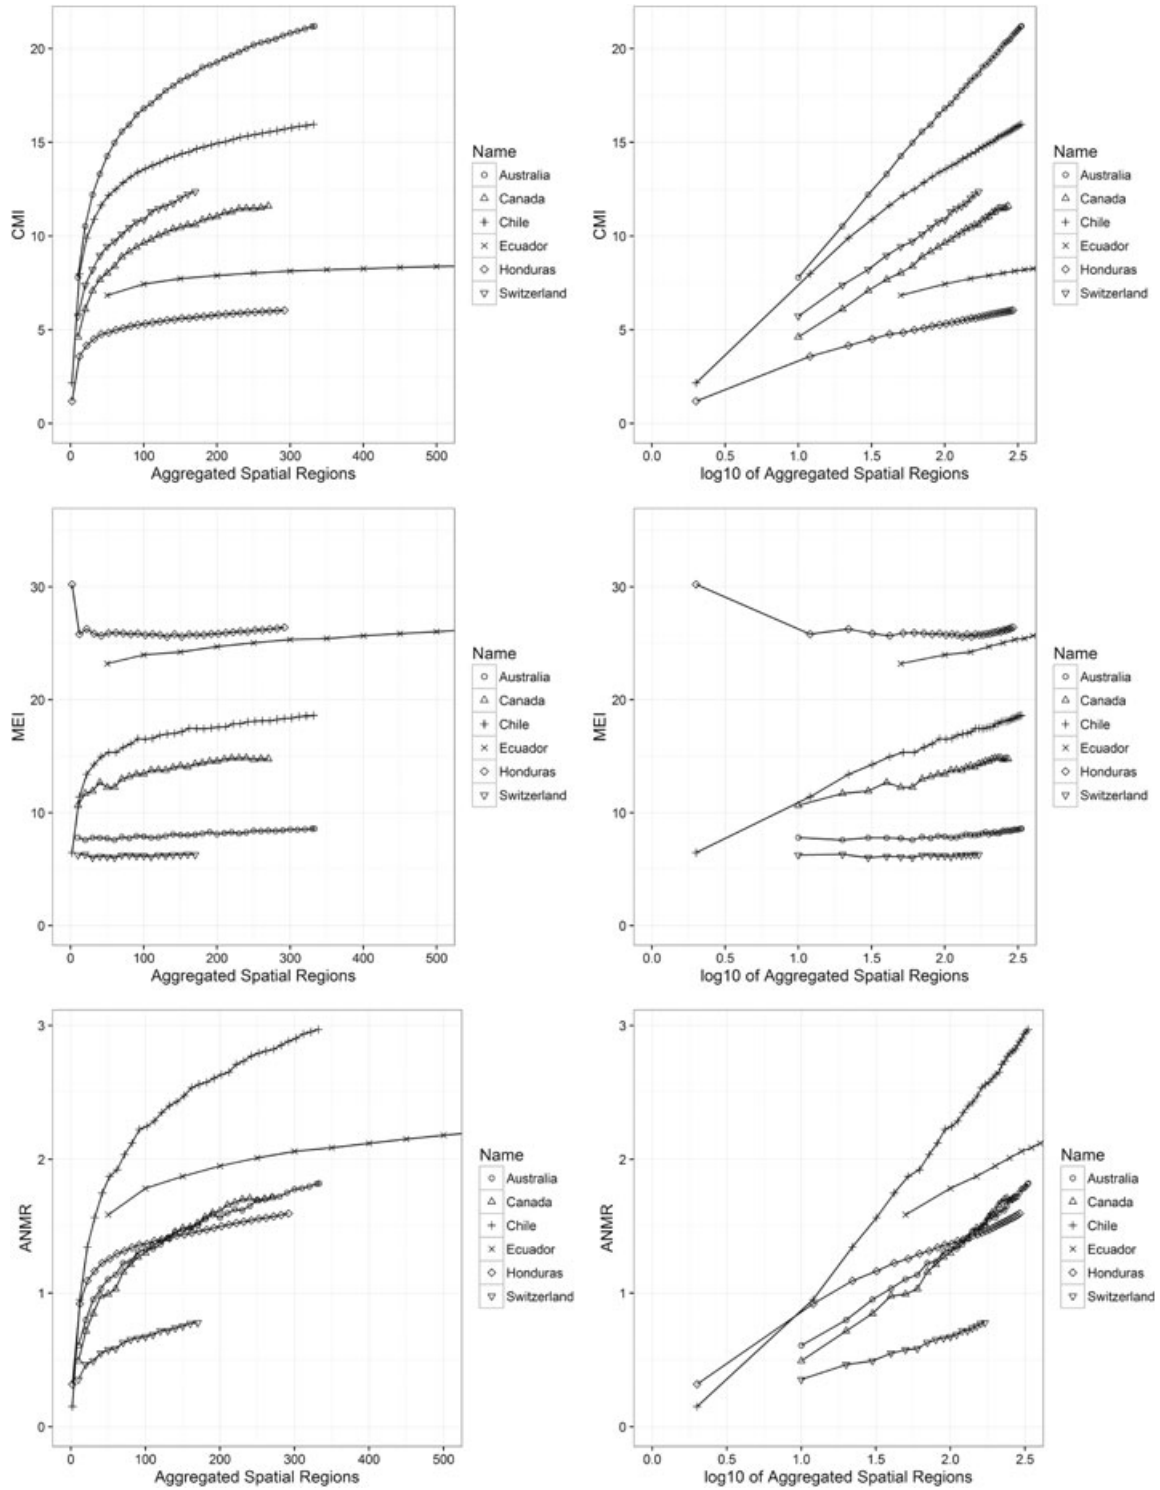 CMI
20
15
10
5
0
0 100 200 300 400 500
Aggregated Spatial Regions
Name
Australia
Canada
Chile
Ecuador
Honduras
Switzerland
CMI
20
15
10
5
0
0.0 0.5 1.0 1.5 2.0 2.5
log10 of Aggregated Spatial Regions
Name
Australia
Canada
Chile
Ecuador
Honduras
Switzerland
MEI
30
20
10
0
0 100 200 300 400 500
Aggregated Spatial Regions
Name
Australia
Canada
Chile
Ecuador
Honduras
Switzerland
MEI
30
20
10
0
0.0 0.5 1.0 1.5 2.0 2.5
log10 of Aggregated Spatial Regions
Name
Australia
Canada
Chile
Ecuador
Honduras
Switzerland
ANMR
3
2
1
0
0 100 200 300 400 500
Aggregated Spatial Regions
Name
Australia
Canada
Chile
Ecuador
Honduras
Switzerland
ANMR
3
2
1
0
0.0 0.5 1.0 1.5 2.0 2.5
log10 of Aggregated Spatial Regions
Name
Australia
Canada
Chile
Ecuador
Honduras
Switzerland